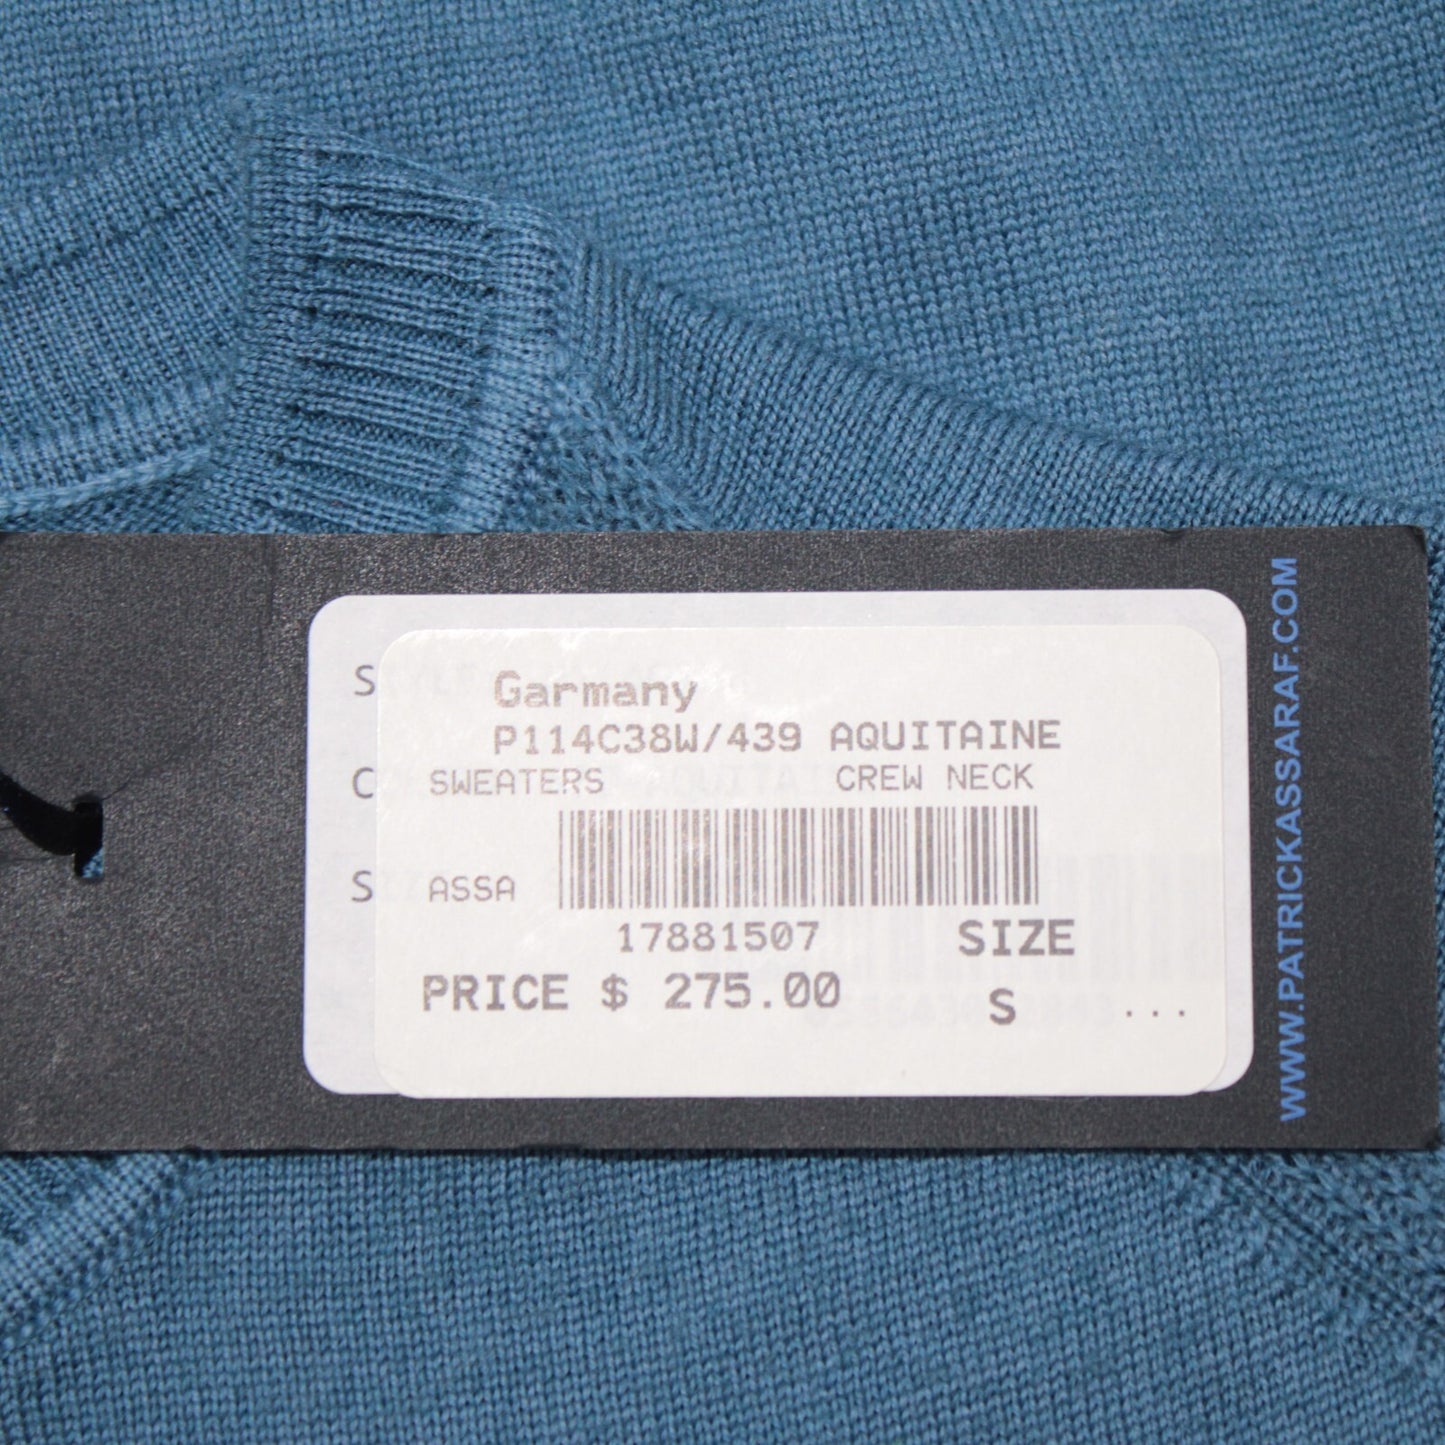 Garmany
P114C38W/439 AQUITAINE
SWEATERS CREW NECK
ASSA
17881507 SIZE
PRICE $ 275.00 S ...
WWW.PATRICKASSARAF.COM